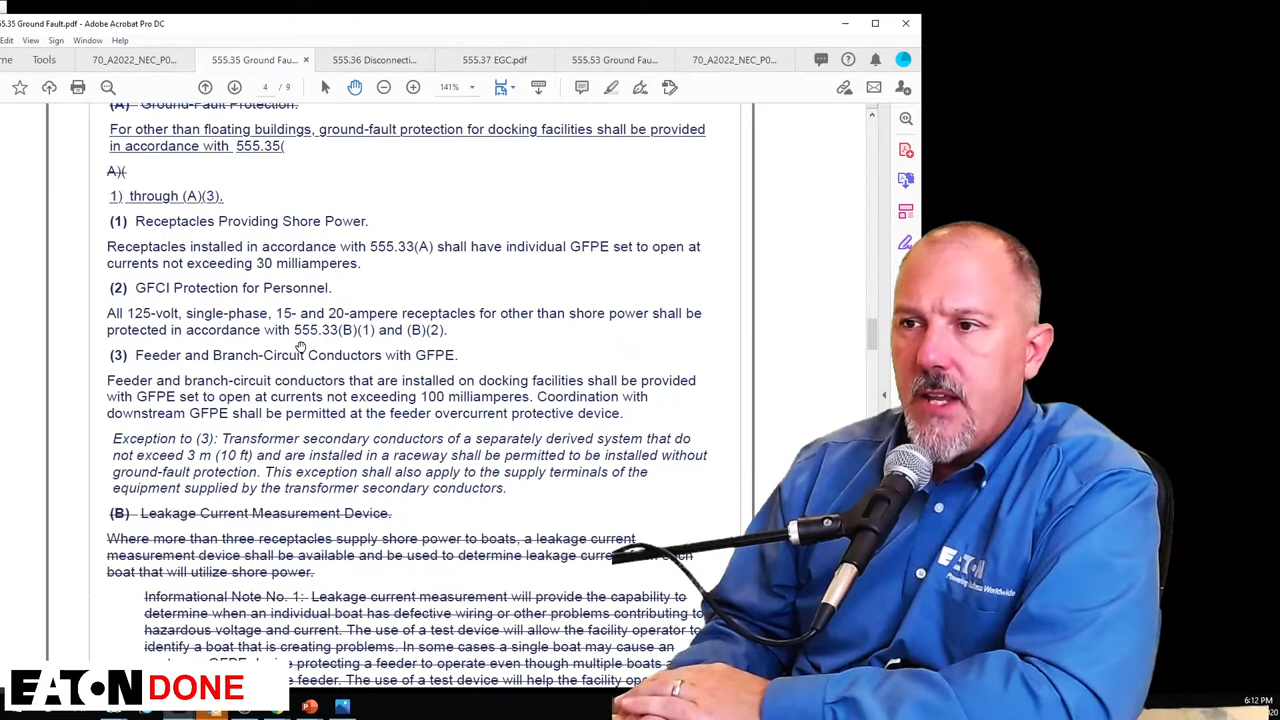 55.35 Ground Fault.pdf - Adobe Acrobat Pro DC
Edit View Sign Window Help
me Tools 70_A2022_NEC_P0... 555.35 Ground Fau... × 555.36 Disconnecti... 555.37 EGC.pdf 555.53 Ground Fau... 70_A2022_NEC_P0...
4 / 9 141%
(A) Ground-Fault Protection.
For other than floating buildings, ground-fault protection for docking facilities shall be provided
in accordance with 555.35(
A)(
1) through (A)(3).
(1) Receptacles Providing Shore Power.
Receptacles installed in accordance with 555.33(A) shall have individual GFPE set to open at
currents not exceeding 30 milliamperes.
(2) GFCI Protection for Personnel.
All 125-volt, single-phase, 15- and 20-ampere receptacles for other than shore power shall be
protected in accordance with 555.33(B)(1) and (B)(2).
(3) Feeder and Branch-Circuit Conductors with GFPE.
Feeder and branch-circuit conductors that are installed on docking facilities shall be provided
with GFPE set to open at currents not exceeding 100 milliamperes. Coordination with
downstream GFPE shall be permitted at the feeder overcurrent protective device.
Exception to (3): Transformer secondary conductors of a separately derived system that do
not exceed 3 m (10 ft) and are installed in a raceway shall be permitted to be installed without
ground-fault protection. This exception shall also apply to the supply terminals of the
equipment supplied by the transformer secondary conductors.
(B) Leakage Current Measurement Device.
Where more than three receptacles supply shore power to boats, a leakage current
measurement device shall be available and be used to determine leakage curre
boat that will utilize shore power.
Informational Note No. 1: Leakage current measurement will provide the capability to
determine when an individual boat has defective wiring or other problems contributing to
hazardous voltage and current. The use of a test device will allow the facility operator to
identify a boat that is creating problems. In some cases a single boat may cause an
protecting a feeder to operate even though multiple boats a
e feeder. The use of a test device will help the facility ope
EATON
Powering Business Worldwide
EATON DONE
6:12 PM